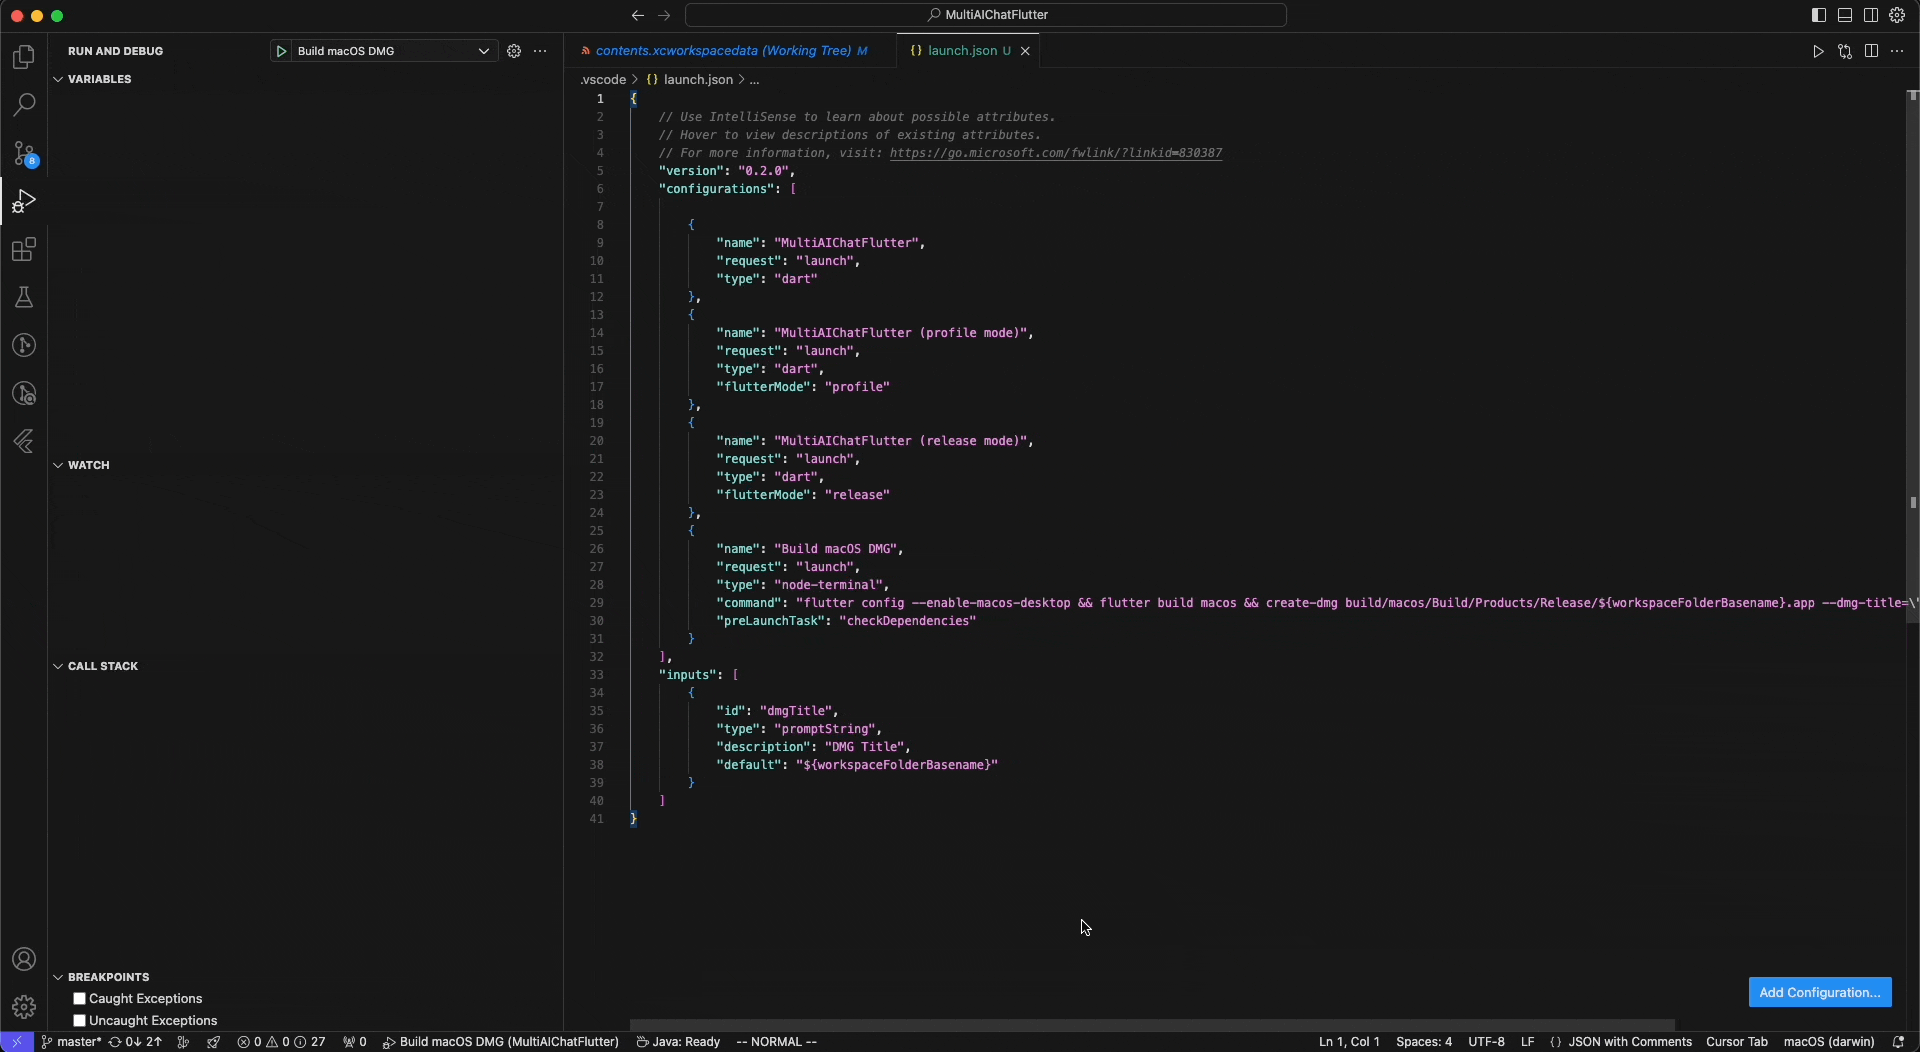 MultiAIChatFlutter
RUN AND DEBUG
Build macOS DMG
contents.xcworkspacedata (Working Tree) M
{} launch.json U
VARIABLES
.vscode > {} launch.json > ...
8
1 {
2 // Use IntelliSense to learn about possible attributes.
3 // Hover to view descriptions of existing attributes.
4 // For more information, visit: https://go.microsoft.com/fwlink/?linkid=830387
5 "version": "0.2.0",
6 "configurations": [
7
8 {
9 "name": "MultiAIChatFlutter",
10 "request": "launch",
11 "type": "dart"
12 },
13 {
14 "name": "MultiAIChatFlutter (profile mode)",
15 "request": "launch",
16 "type": "dart",
17 "flutterMode": "profile"
18 },
19 {
20 "name": "MultiAIChatFlutter (release mode)",
21 "request": "launch",
22 "type": "dart",
23 "flutterMode": "release"
24 },
25 {
26 "name": "Build macOS DMG",
27 "request": "launch",
28 "type": "node-terminal",
29 "command": "flutter config --enable-macos-desktop && flutter build macos && create-dmg build/macos/Build/Products/Release/${workspaceFolderBasename}.app --dmg-title=\"
30 "preLaunchTask": "checkDependencies"
31 }
32 ],
33 "inputs": [
34 {
35 "id": "dmgTitle",
36 "type": "promptString",
37 "description": "DMG Title",
38 "default": "${workspaceFolderBasename}"
39 }
40 ]
41 }
WATCH
CALL STACK
BREAKPOINTS
Caught Exceptions
Uncaught Exceptions
Add Configuration...
master* 0↓ 2↑ 0 0 27 0 Build macOS DMG (MultiAIChatFlutter) Java: Ready -- NORMAL -- Ln 1, Col 1 Spaces: 4 UTF-8 LF {} JSON with Comments Cursor Tab macOS (darwin)